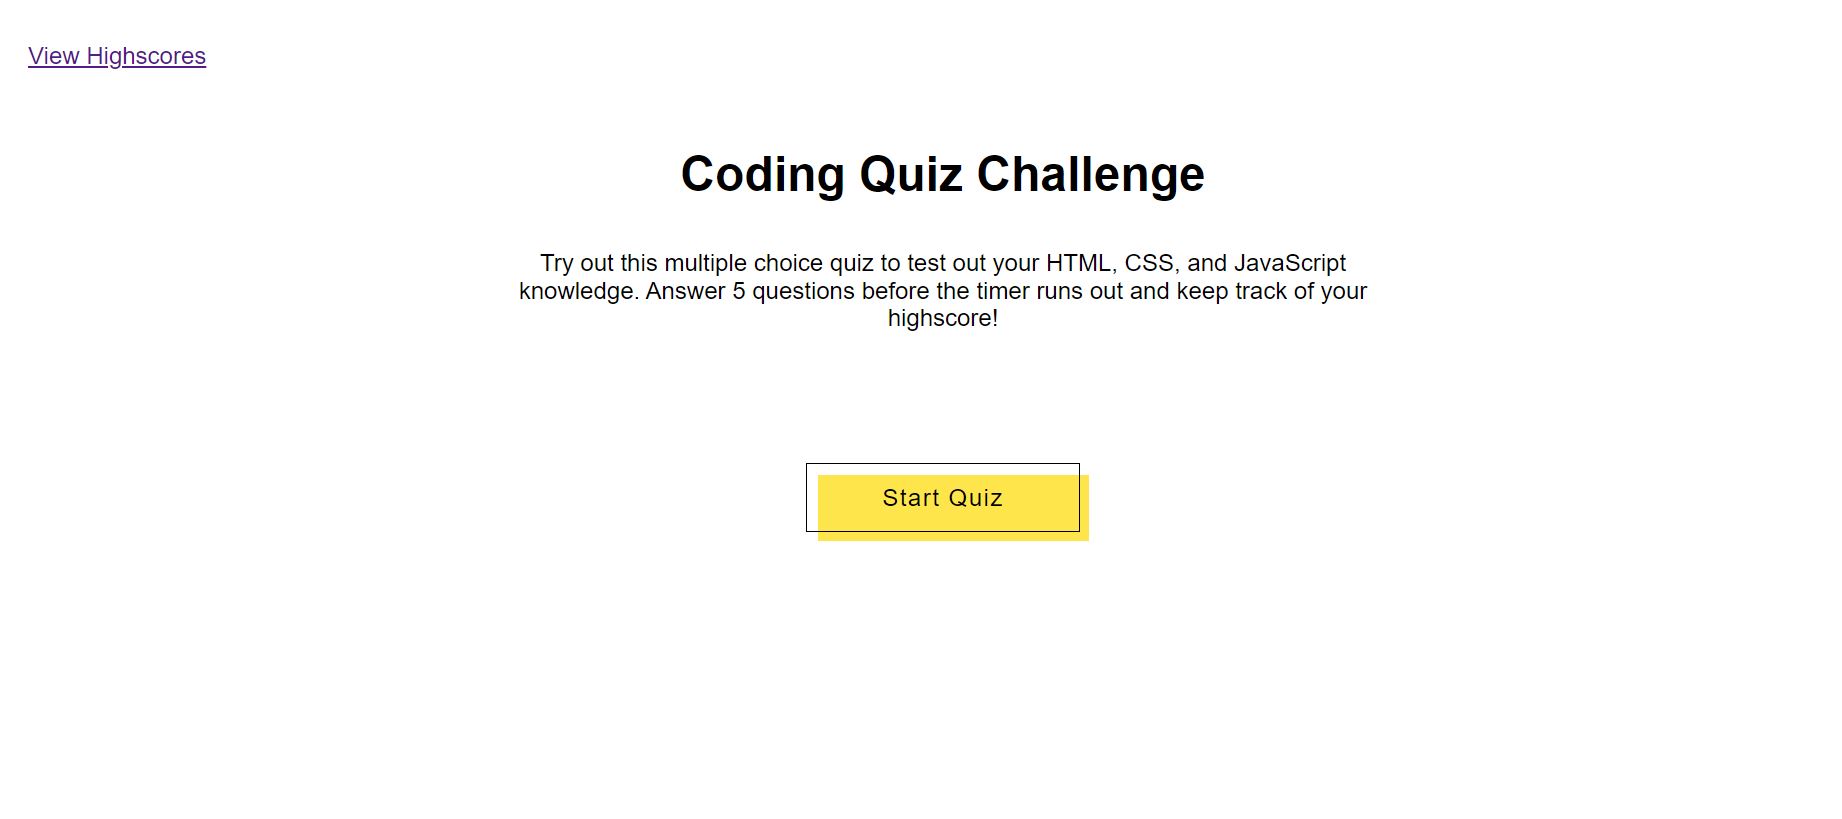 View Highscores
Coding Quiz Challenge
Try out this multiple choice quiz to test out your HTML, CSS, and JavaScript
knowledge. Answer 5 questions before the timer runs out and keep track of your
highscore!
Start Quiz